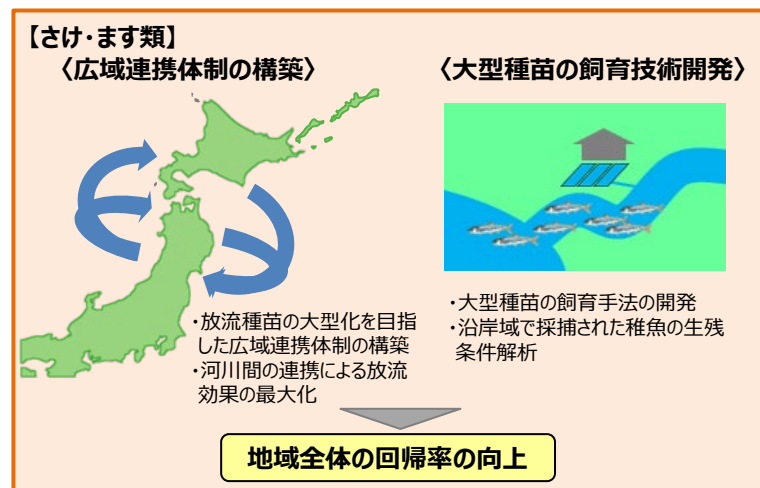 【さけ・ます類】
〈広域連携体制の構築〉
〈大型種苗の飼育技術開発〉
・放流種苗の大型化を目指
した広域連携体制の構築
・河川間の連携による放流
効果の最大化
・大型種苗の飼育手法の開発
・沿岸域で採捕された稚魚の生残
条件解析
地域全体の回帰率の向上